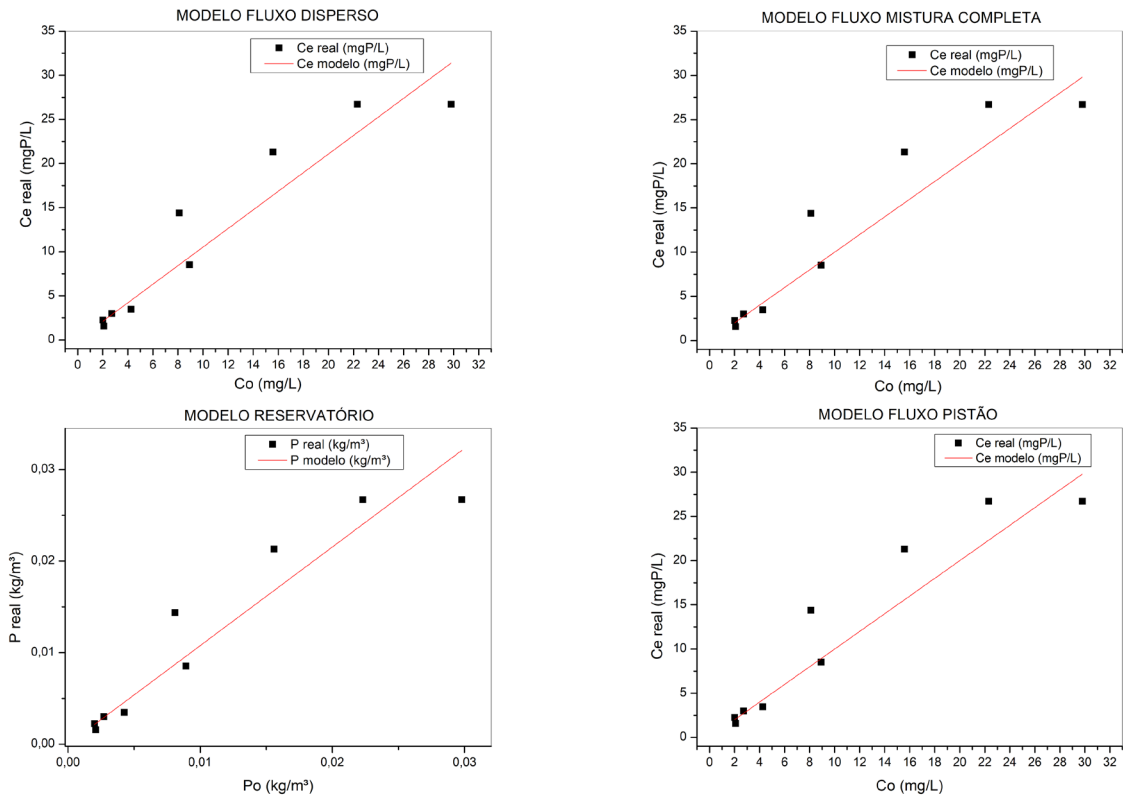 MODELO FLUXO DISPERSO
35
30
25
20
15
10
5
0
Ce real (mgP/L)
Ce real (mgP/L)
Ce modelo (mgP/L)
0 2 4 6 8 10 12 14 16 18 20 22 24 26 28 30 32
Co (mg/L)
MODELO FLUXO MISTURA COMPLETA
35
30
25
20
15
10
5
0
Ce real (mgP/L)
Ce real (mgP/L)
Ce modelo (mgP/L)
0 2 4 6 8 10 12 14 16 18 20 22 24 26 28 30 32
Co (mg/L)
MODELO RESERVATÓRIO
0,03
0,02
0,01
0,00
P real (kg/m³)
P real (kg/m³)
P modelo (kg/m³)
0,00 0,01 0,02 0,03
Po (kg/m³)
MODELO FLUXO PISTÃO
35
30
25
20
15
10
5
0
Ce real (mgP/L)
Ce real (mgP/L)
Ce modelo (mgP/L)
0 2 4 6 8 10 12 14 16 18 20 22 24 26 28 30 32
Co (mg/L)